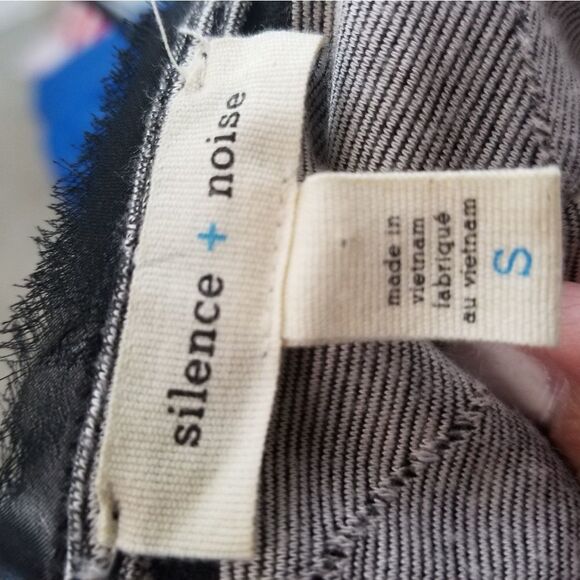 silence + noise
made in
vietnam
fabriqué
au vietnam
S